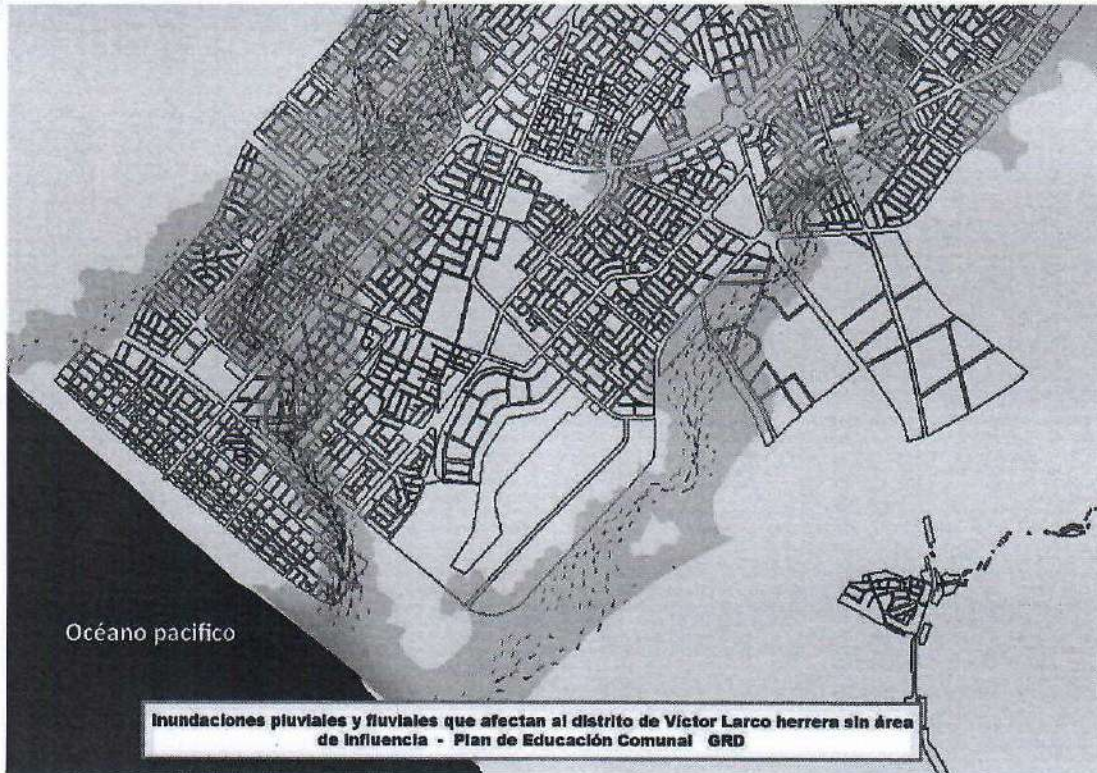 Océano pacifico
Inundaciones pluviales y fluviales que afectan al distrito de Víctor Larco herrera sin área
de influencia - Plan de Educación Comunal GRD